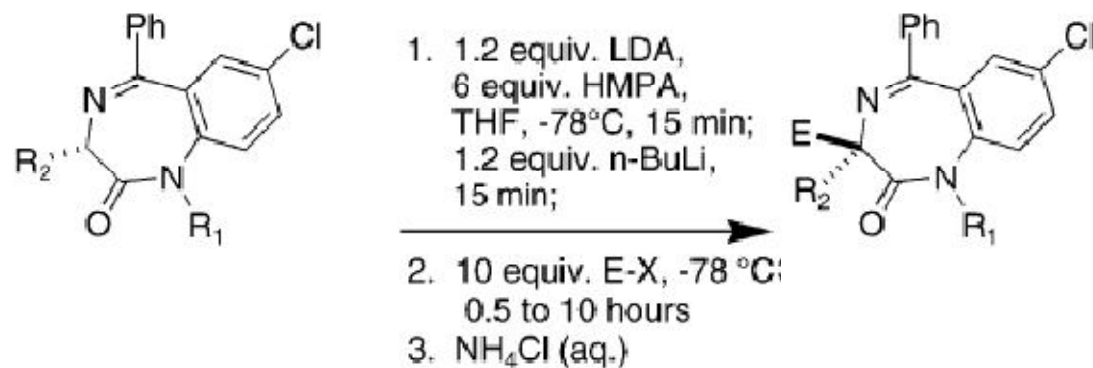 Ph
Cl
N
R2
O
N
R1
1. 1.2 equiv. LDA,
6 equiv. HMPA,
THF, -78°C, 15 min;
1.2 equiv. n-BuLi,
15 min;
2. 10 equiv. E-X, -78 °C
0.5 to 10 hours
3. NH4Cl (aq.)
Ph
Cl
N
E
R2
O
N
R1